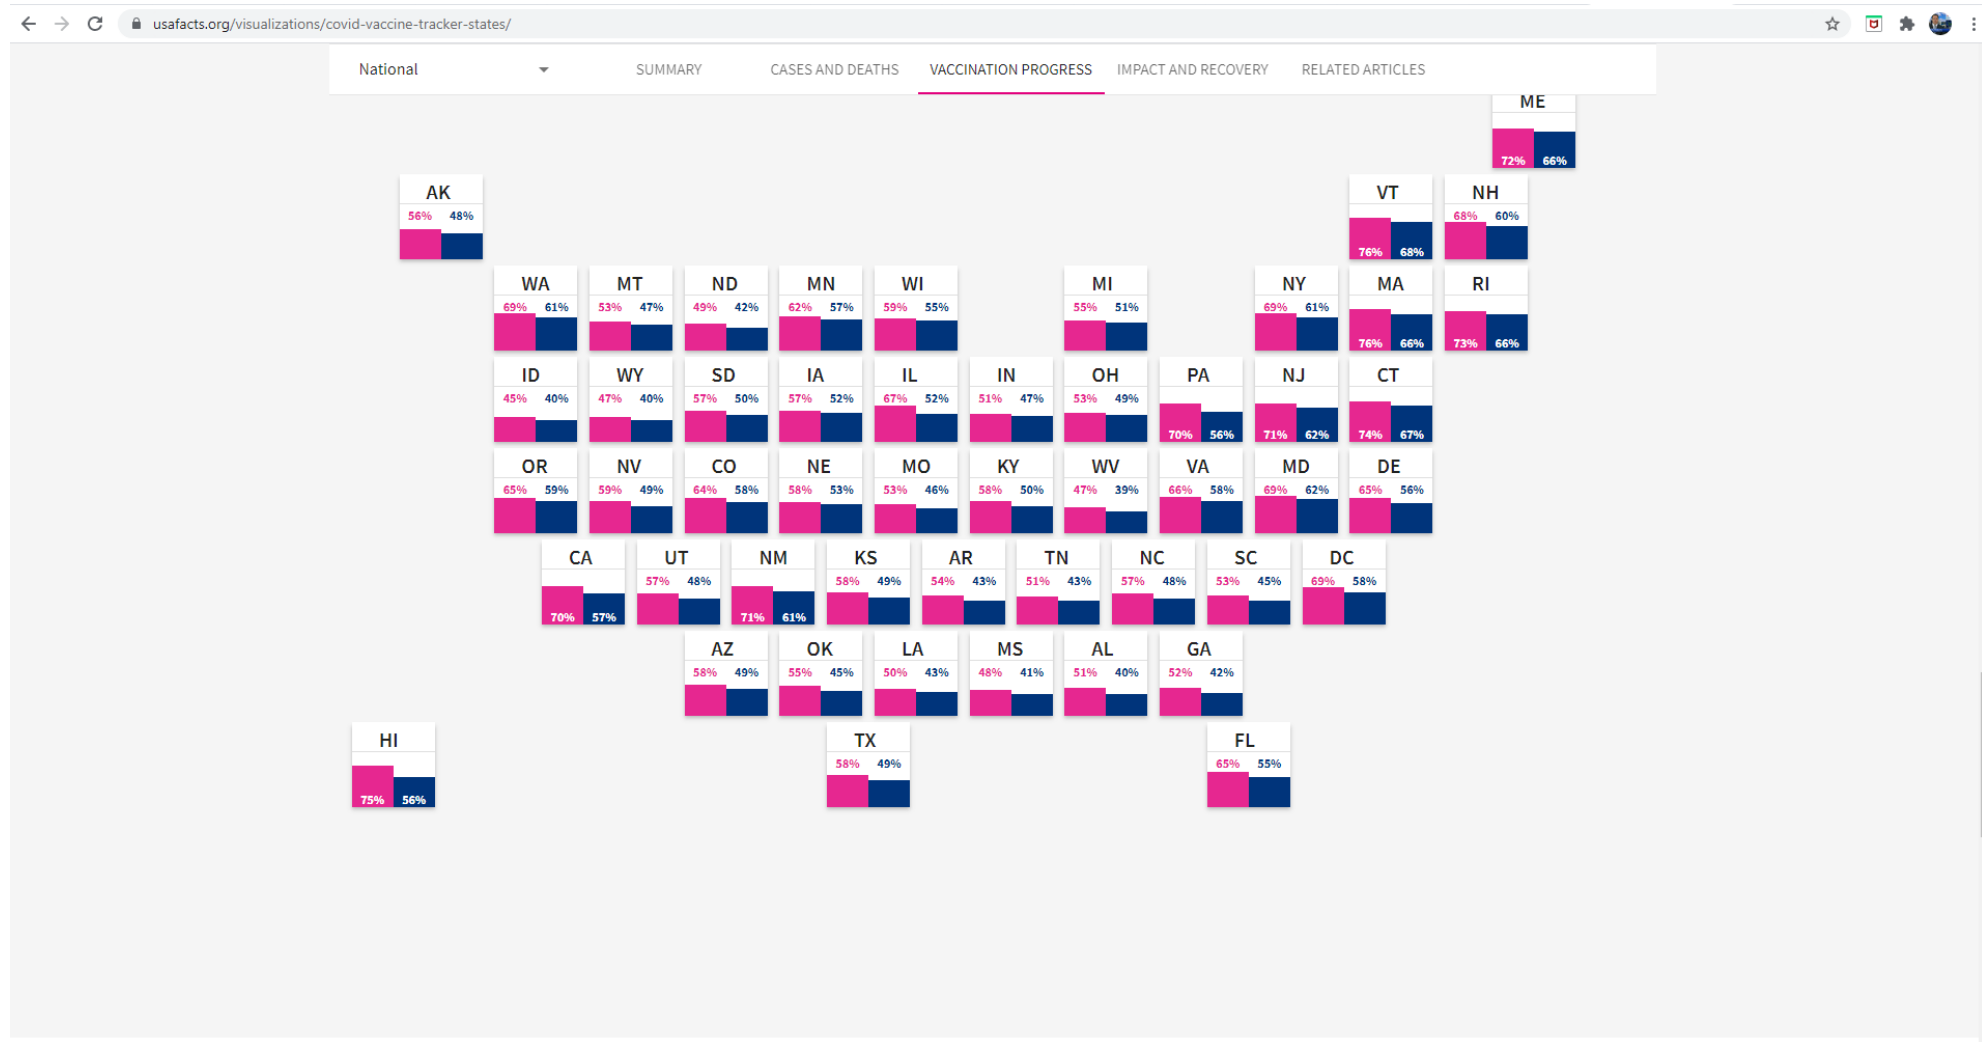 usafacts.org/visualizations/covid-vaccine-tracker-states/
National SUMMARY CASES AND DEATHS VACCINATION PROGRESS IMPACT AND RECOVERY RELATED ARTICLES
ME
72% 66%
AK VT NH
56% 48% 68% 60%
76% 68%
WA MT ND MN WI MI NY MA RI
69% 61% 53% 47% 49% 42% 62% 57% 59% 55% 55% 51% 69% 61%
76% 66% 73% 66%
ID WY SD IA IL IN OH PA NJ CT
45% 40% 47% 40% 57% 50% 57% 52% 67% 52% 51% 47% 53% 49%
70% 56% 71% 62% 74% 67%
OR NV CO NE MO KY WV VA MD DE
65% 59% 59% 49% 64% 58% 58% 53% 53% 46% 58% 50% 47% 39% 66% 58% 69% 62% 65% 56%
CA UT NM KS AR TN NC SC DC
57% 48% 58% 49% 54% 43% 51% 43% 57% 48% 53% 45% 69% 58%
70% 57% 71% 61%
AZ OK LA MS AL GA
58% 49% 55% 45% 50% 43% 48% 41% 51% 40% 52% 42%
HI TX FL
58% 49% 65% 55%
75% 56%